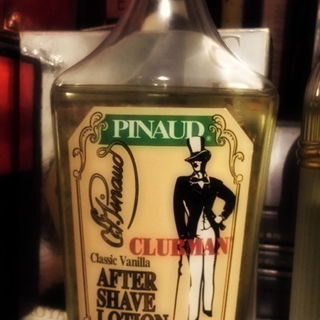 PINAUD®
Ed. Pinaud
CLUBMAN
Classic Vanilla
AFTER
SHAVE
LOTION